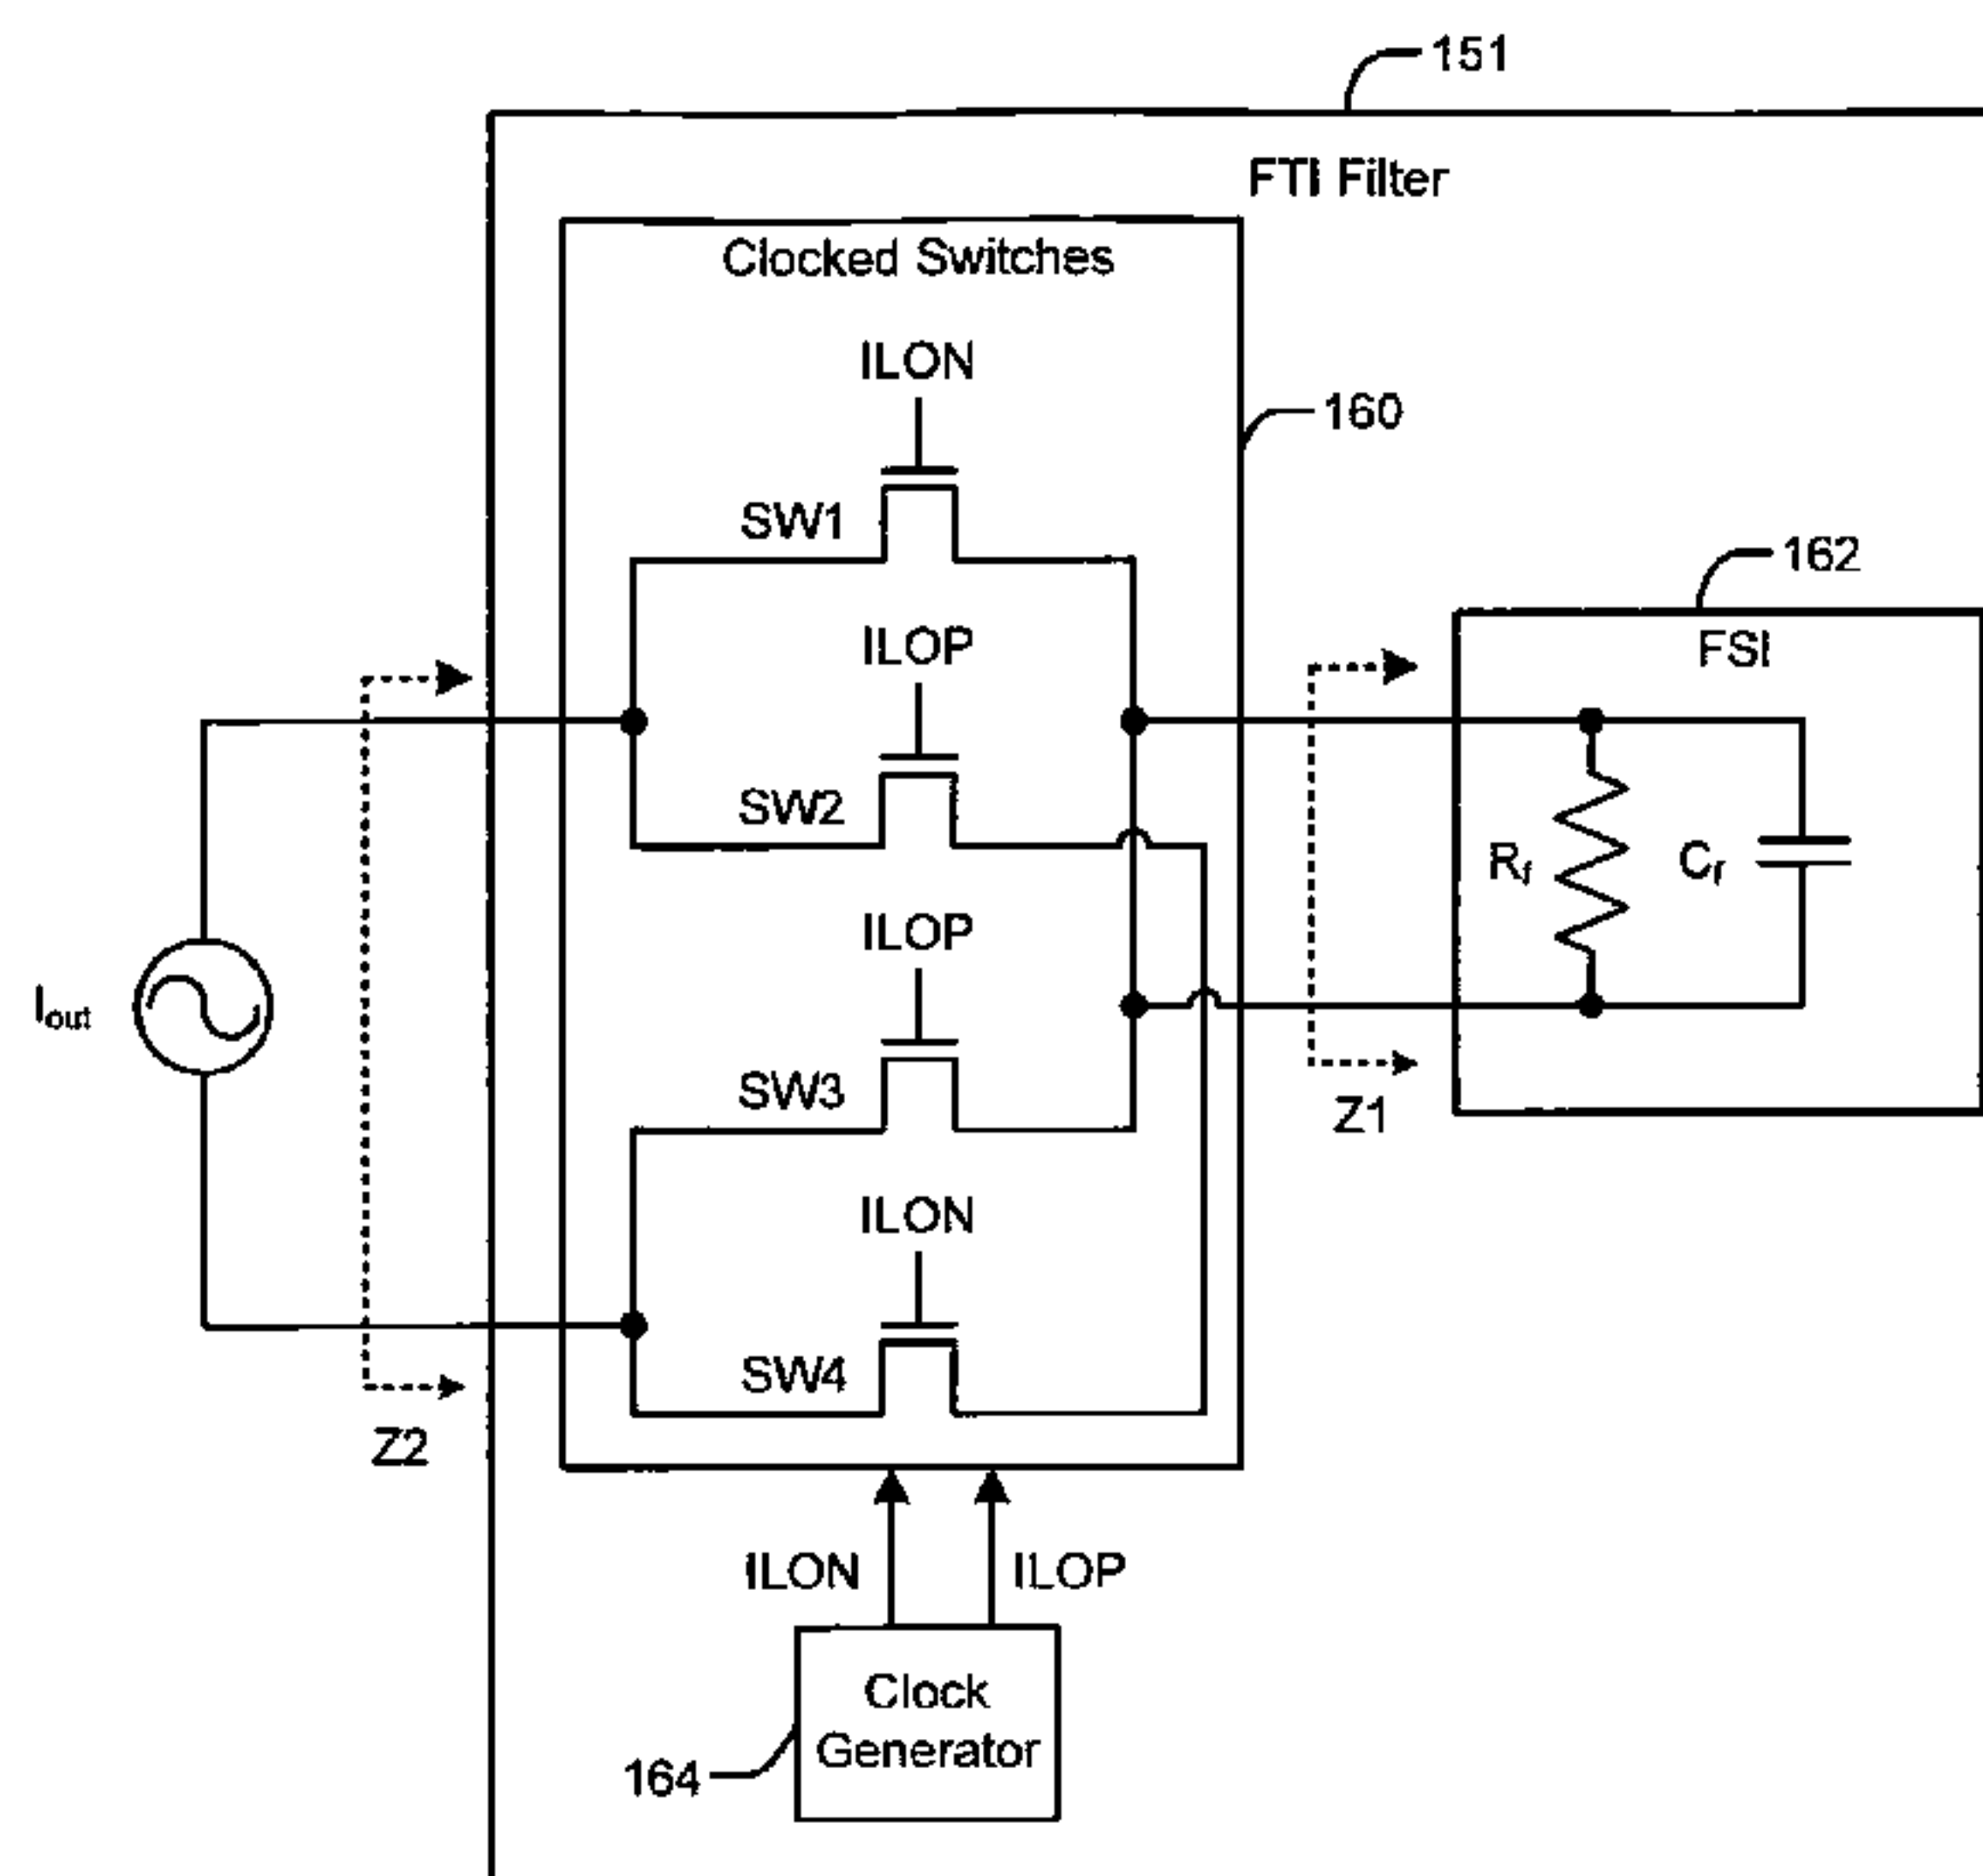 151
FTI Filter
Clocked Switches
ILON
160
SW1
162
FSI
ILOP
SW2
Rf
Cf
ILOP
Iout
SW3
Z1
ILON
SW4
Z2
ILON
ILOP
Clock
Generator
164